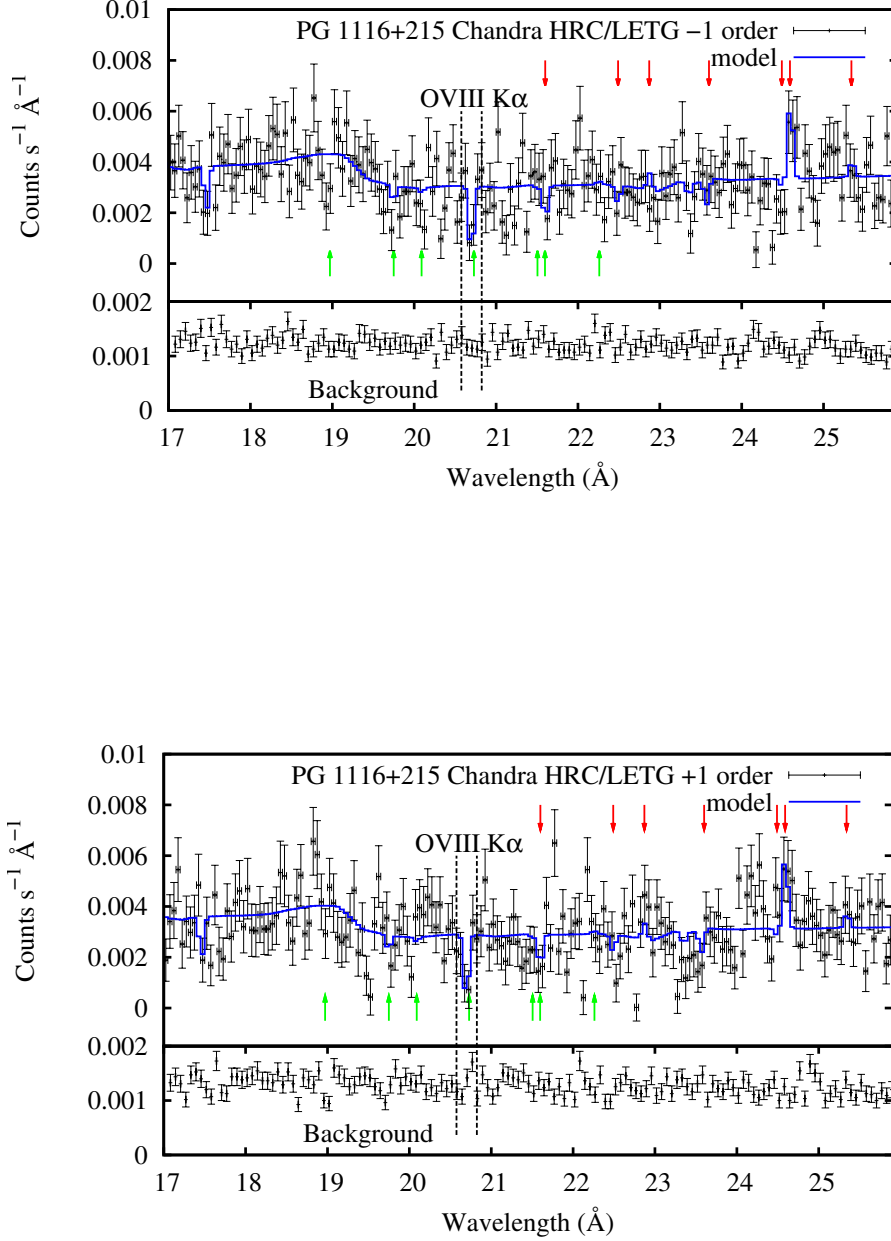 PG 1116+215 Chandra HRC/LETG −1 order
model
OVIII Kα
Counts s⁻¹ Å⁻¹
0.01
0.008
0.006
0.004
0.002
0
0.002
0.001
0
Background
17 18 19 20 21 22 23 24 25
Wavelength (Å)
PG 1116+215 Chandra HRC/LETG +1 order
model
OVIII Kα
Counts s⁻¹ Å⁻¹
0.01
0.008
0.006
0.004
0.002
0
0.002
0.001
0
Background
17 18 19 20 21 22 23 24 25
Wavelength (Å)